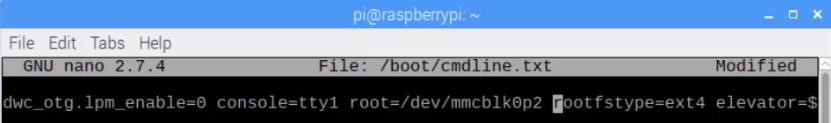 pi@raspberrypi: ~
File Edit Tabs Help
GNU nano 2.7.4 File: /boot/cmdline.txt Modified
dwc_otg.lpm_enable=0 console=tty1 root=/dev/mmcblk0p2 rootfstype=ext4 elevator=$